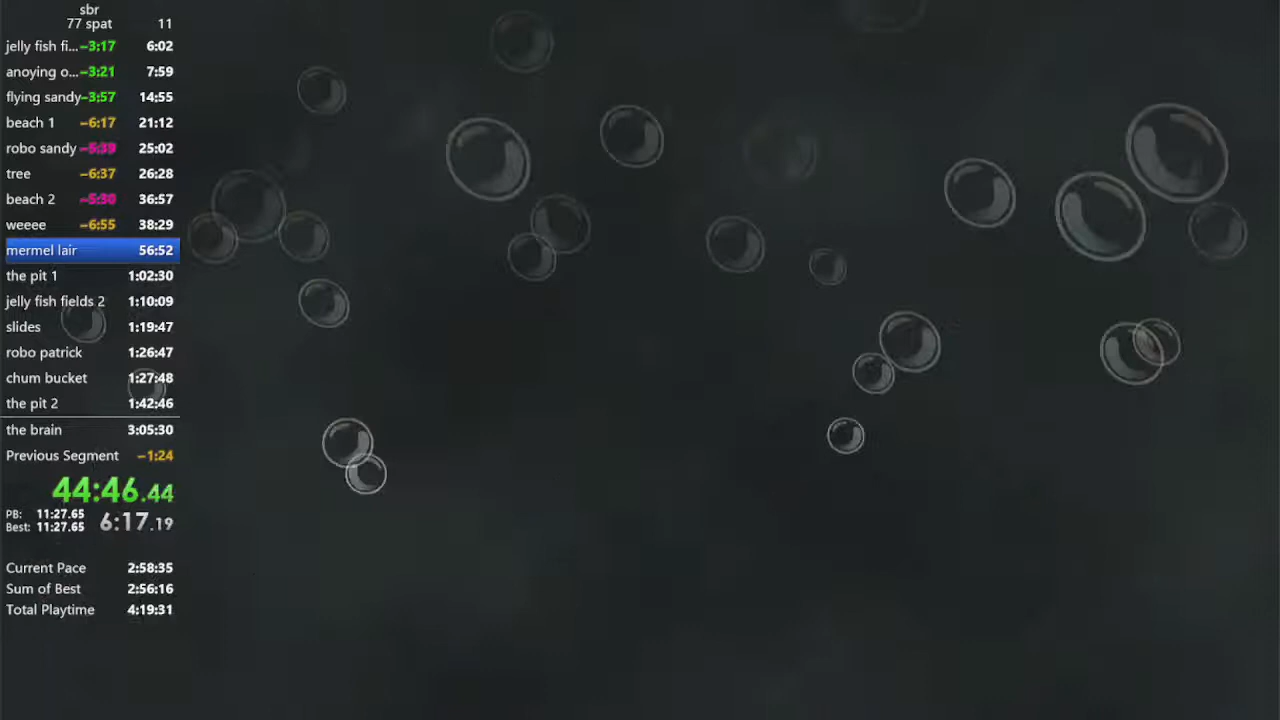 sbr
77 spat 11
jelly fish fi... −3:17 6:02
anoying o... −3:21 7:59
flying sandy −3:57 14:55
beach 1 −6:17 21:12
robo sandy −5:39 25:02
tree −6:37 26:28
beach 2 −5:30 36:57
weeee −6:55 38:29
mermel lair 56:52
the pit 1 1:02:30
jelly fish fields 2 1:10:09
slides 1:19:47
robo patrick 1:26:47
chum bucket 1:27:48
the pit 2 1:42:46
the brain 3:05:30
Previous Segment −1:24
44:46.44
PB: 11:27.65
Best: 11:27.65 6:17.19
Current Pace 2:58:35
Sum of Best 2:56:16
Total Playtime 4:19:31